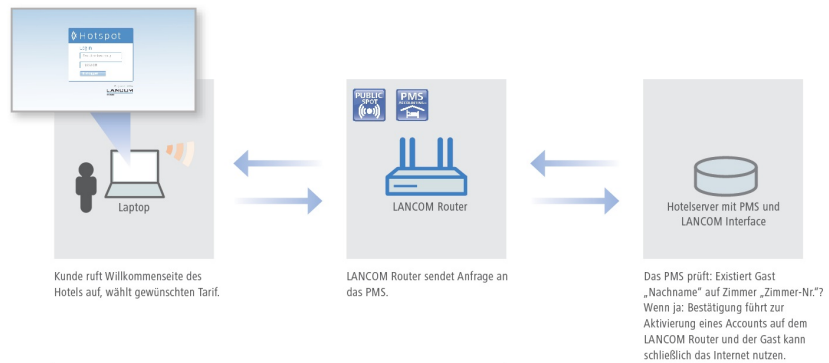 Hotspot
LANCOM
PUBLIC
SPOT
PMS
Laptop
LANCOM Router
Hotelserver mit PMS und
LANCOM Interface
Kunde ruft Willkommenseite des
Hotels auf, wählt gewünschten Tarif.
LANCOM Router sendet Anfrage an
das PMS.
Das PMS prüft: Existiert Gast
„Nachname“ auf Zimmer „Zimmer-Nr.“?
Wenn ja: Bestätigung führt zur
Aktivierung eines Accounts auf dem
LANCOM Router und der Gast kann
schließlich das Internet nutzen.